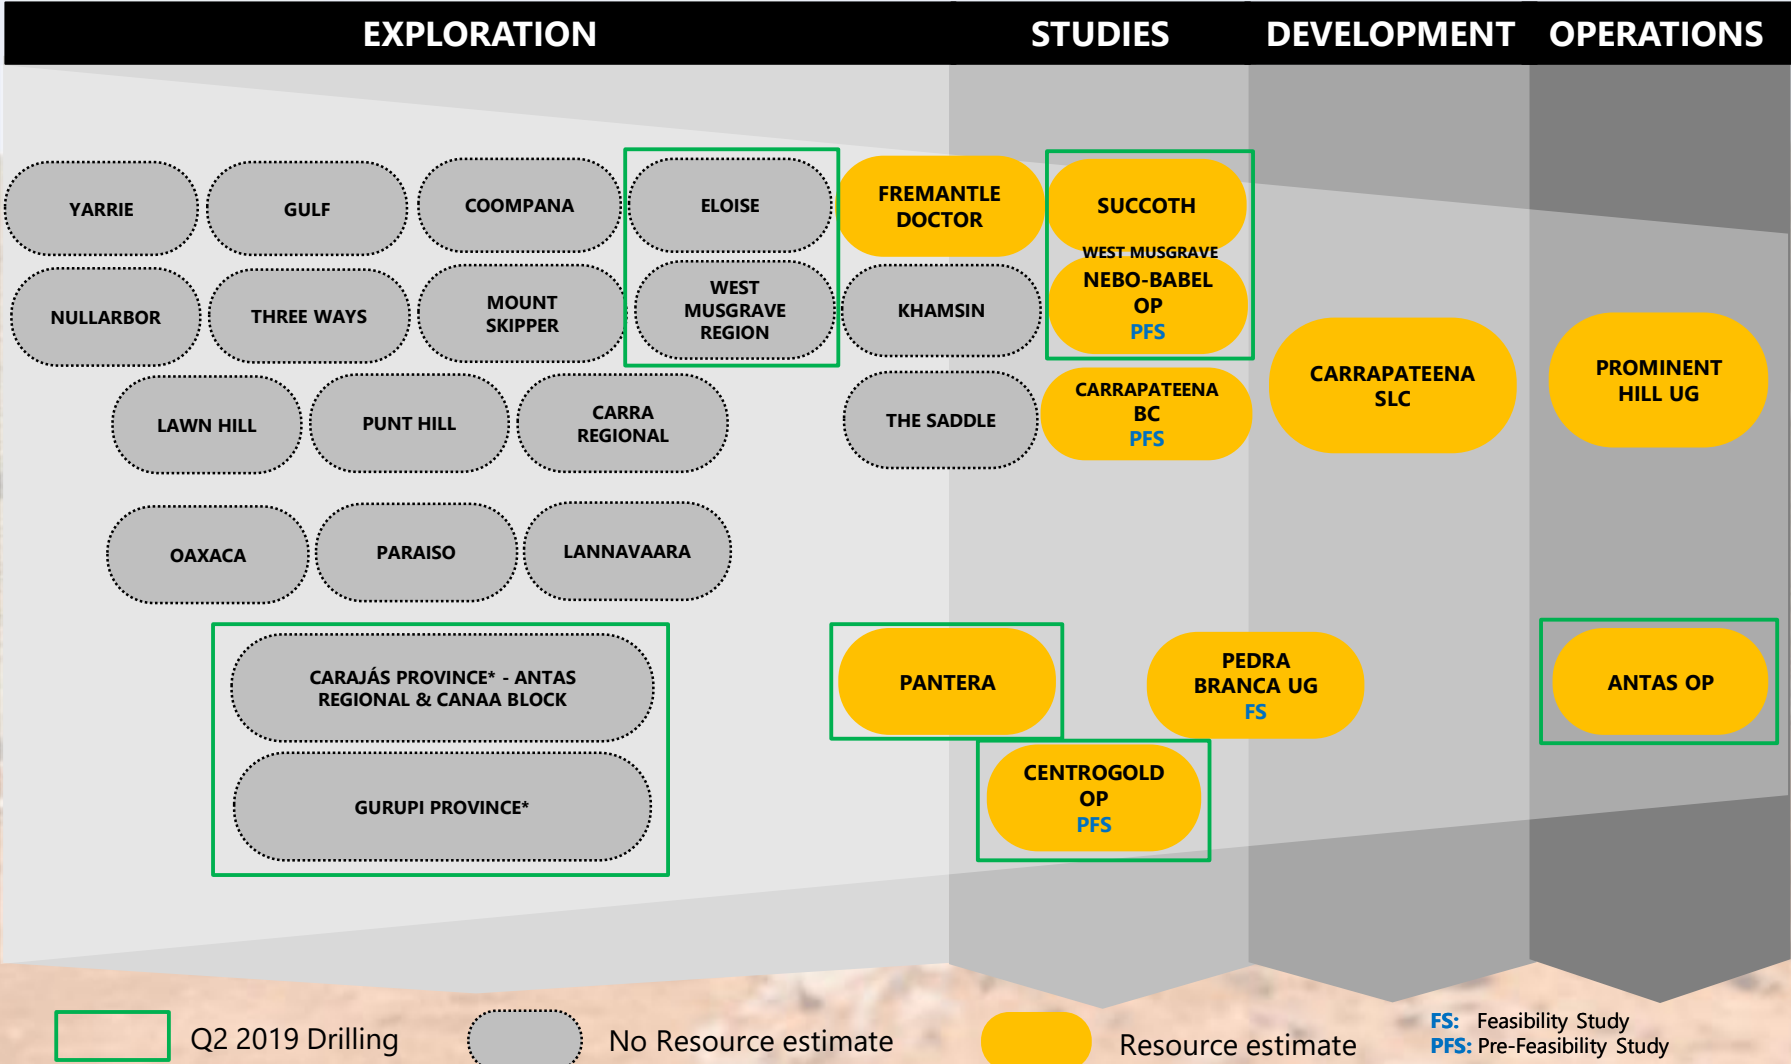 EXPLORATION
STUDIES
DEVELOPMENT
OPERATIONS
YARRIE
GULF
COOMPANA
ELOISE
FREMANTLE
DOCTOR
SUCCOTH
WEST MUSGRAVE
NULLARBOR
THREE WAYS
MOUNT
SKIPPER
WEST
MUSGRAVE
REGION
KHAMSIN
NEBO-BABEL
OP
PFS
LAWN HILL
PUNT HILL
CARRA
REGIONAL
THE SADDLE
CARRAPATEENA
BC
PFS
CARRAPATEENA
SLC
PROMINENT
HILL UG
OAXACA
PARAISO
LANNAVAARA
CARAJÁS PROVINCE* - ANTAS
REGIONAL & CANAA BLOCK
PANTERA
PEDRA
BRANCA UG
FS
ANTAS OP
GURUPI PROVINCE*
CENTROGOLD
OP
PFS
Q2 2019 Drilling
No Resource estimate
Resource estimate
FS: Feasibility Study
PFS: Pre-Feasibility Study